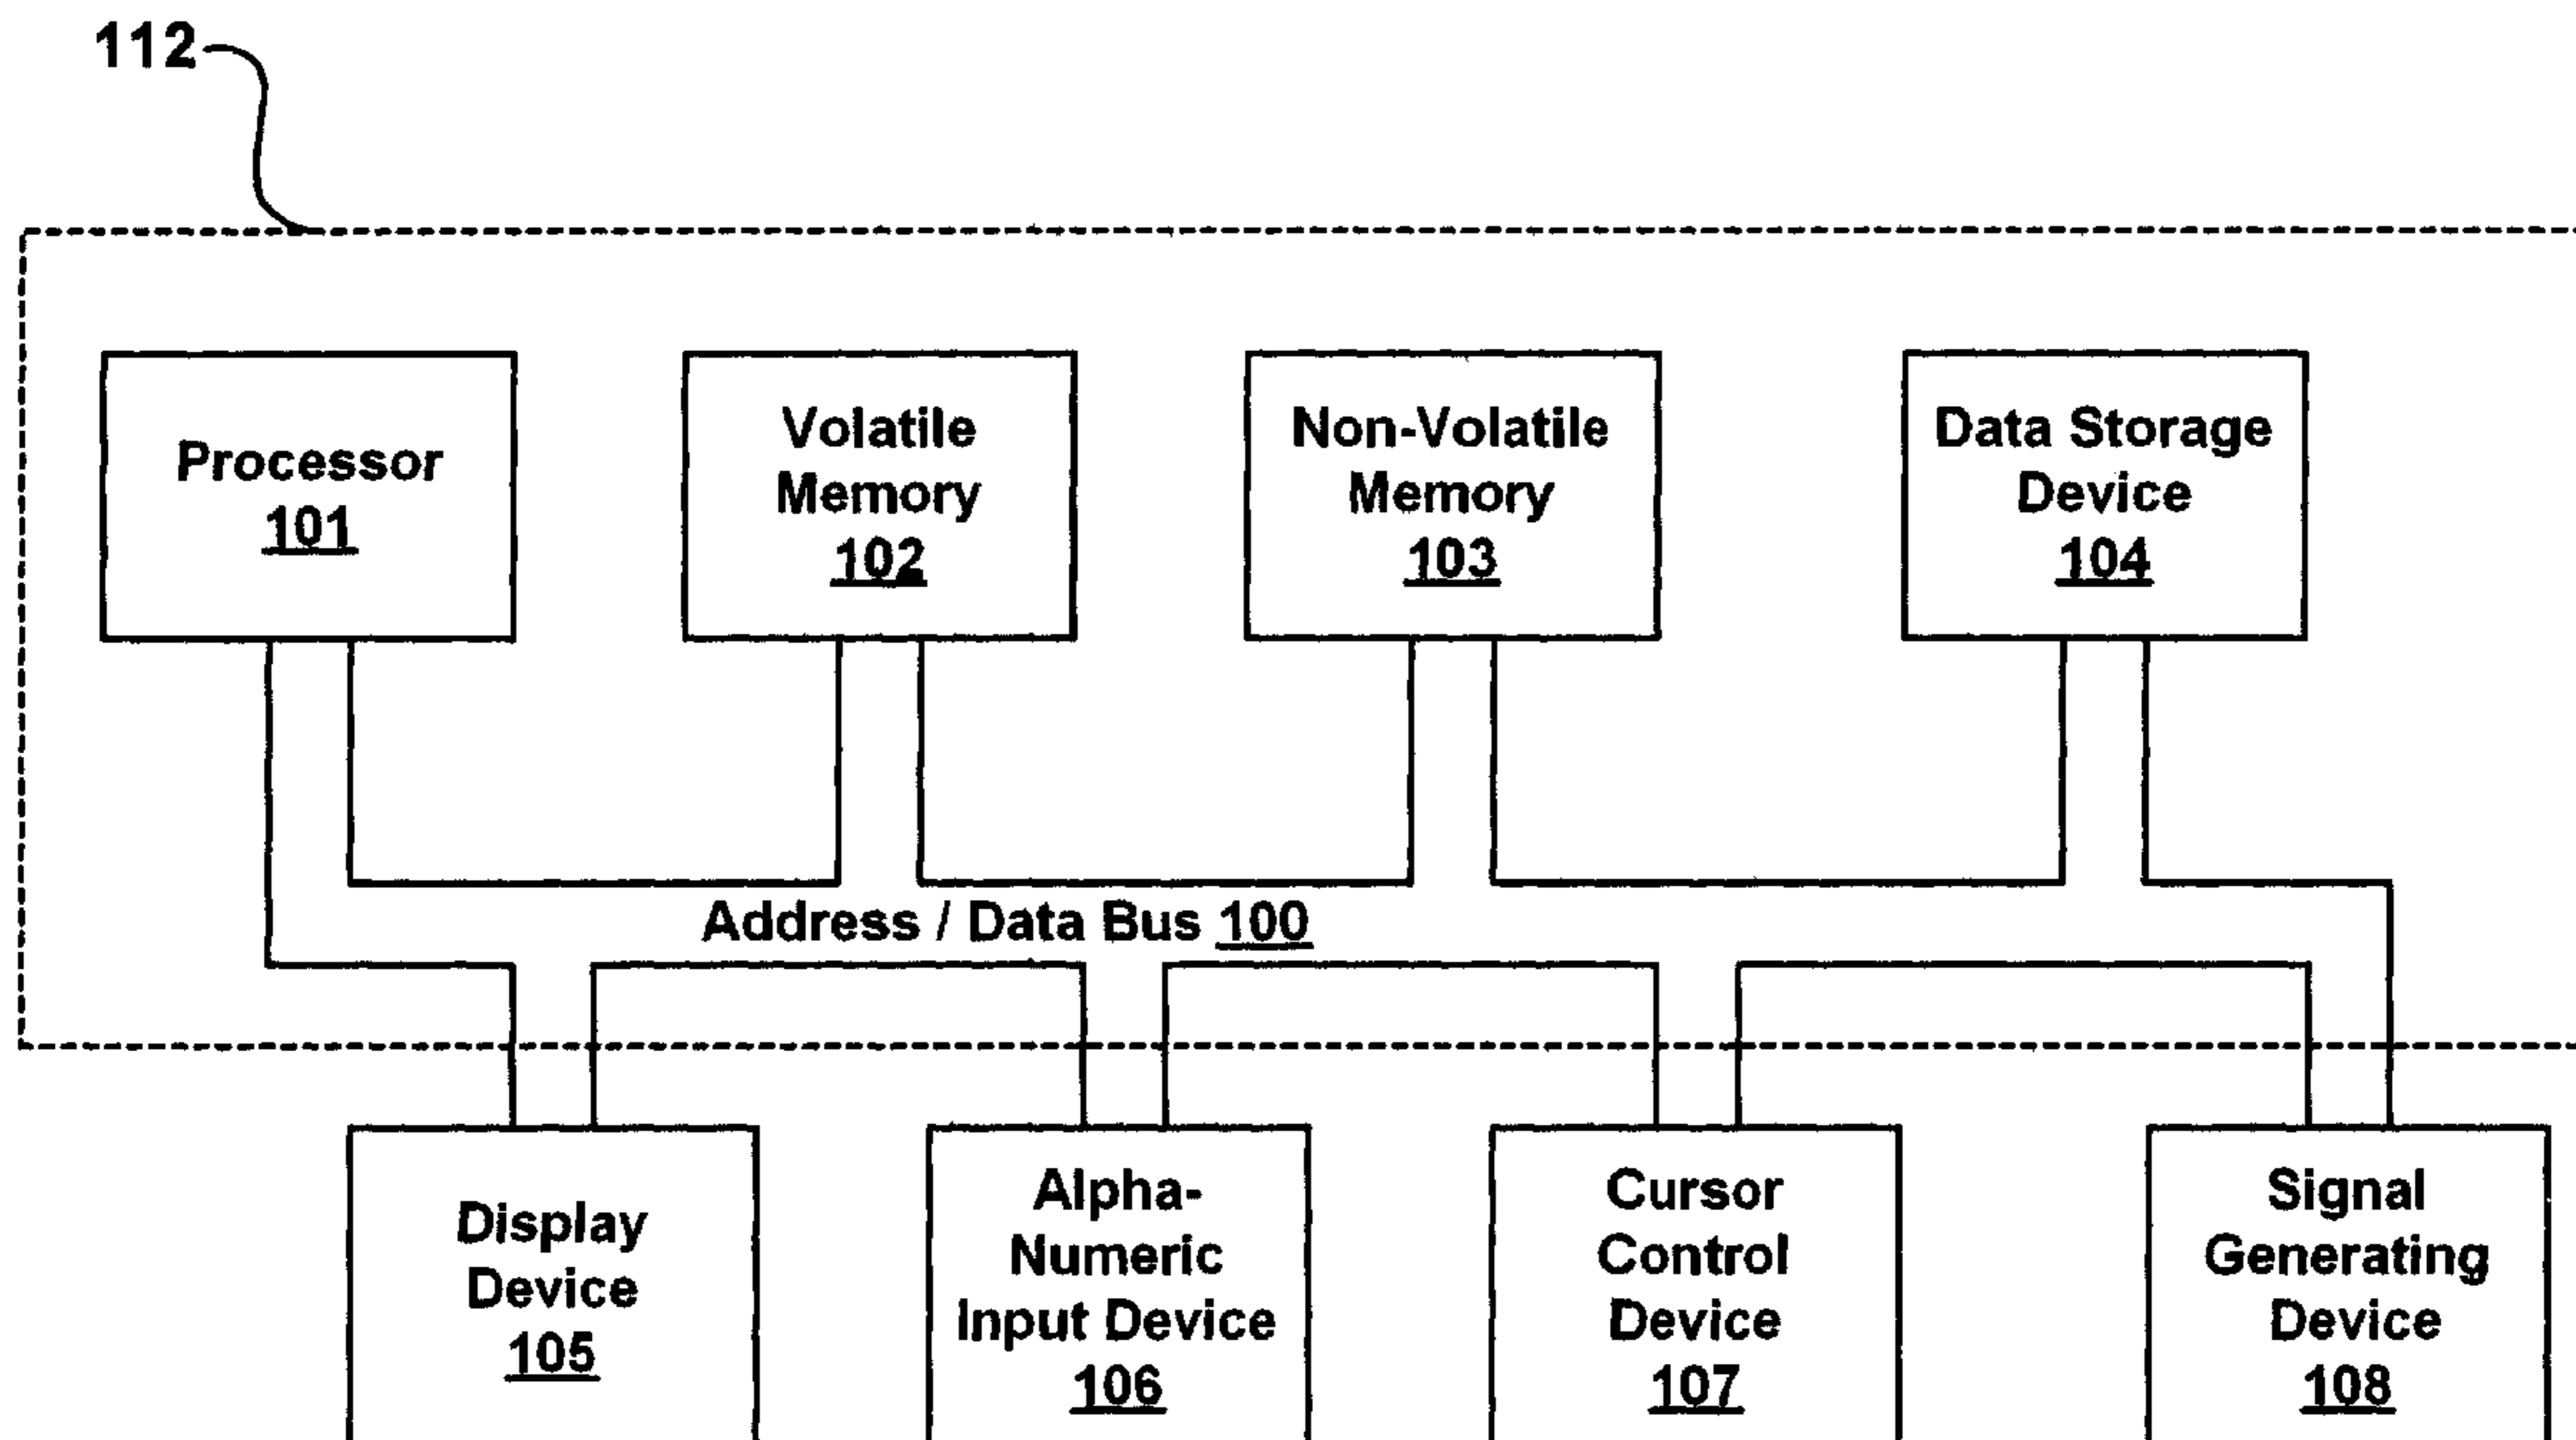 112
Processor
101
Volatile
Memory
102
Non-Volatile
Memory
103
Data Storage
Device
104
Address / Data Bus 100
Display
Device
105
Alpha-
Numeric
Input Device
106
Cursor
Control
Device
107
Signal
Generating
Device
108